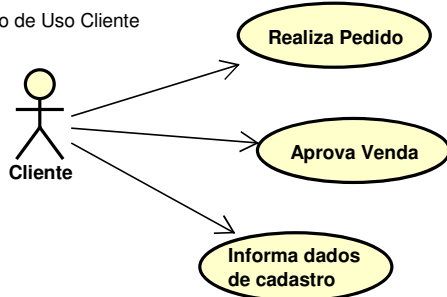 o de Uso Cliente
Realiza Pedido
Cliente
Aprova Venda
Informa dados
de cadastro